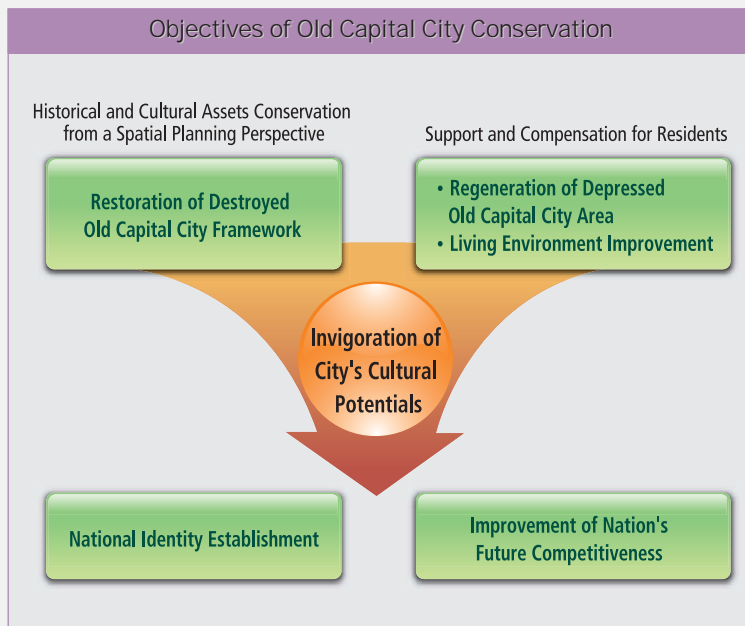 Objectives of Old Capital City Conservation
Historical and Cultural Assets Conservation
from a Spatial Planning Perspective
Support and Compensation for Residents
Restoration of Destroyed
Old Capital City Framework
• Regeneration of Depressed
Old Capital City Area
• Living Environment Improvement
Invigoration of
City's Cultural
Potentials
National Identity Establishment
Improvement of Nation's
Future Competitiveness